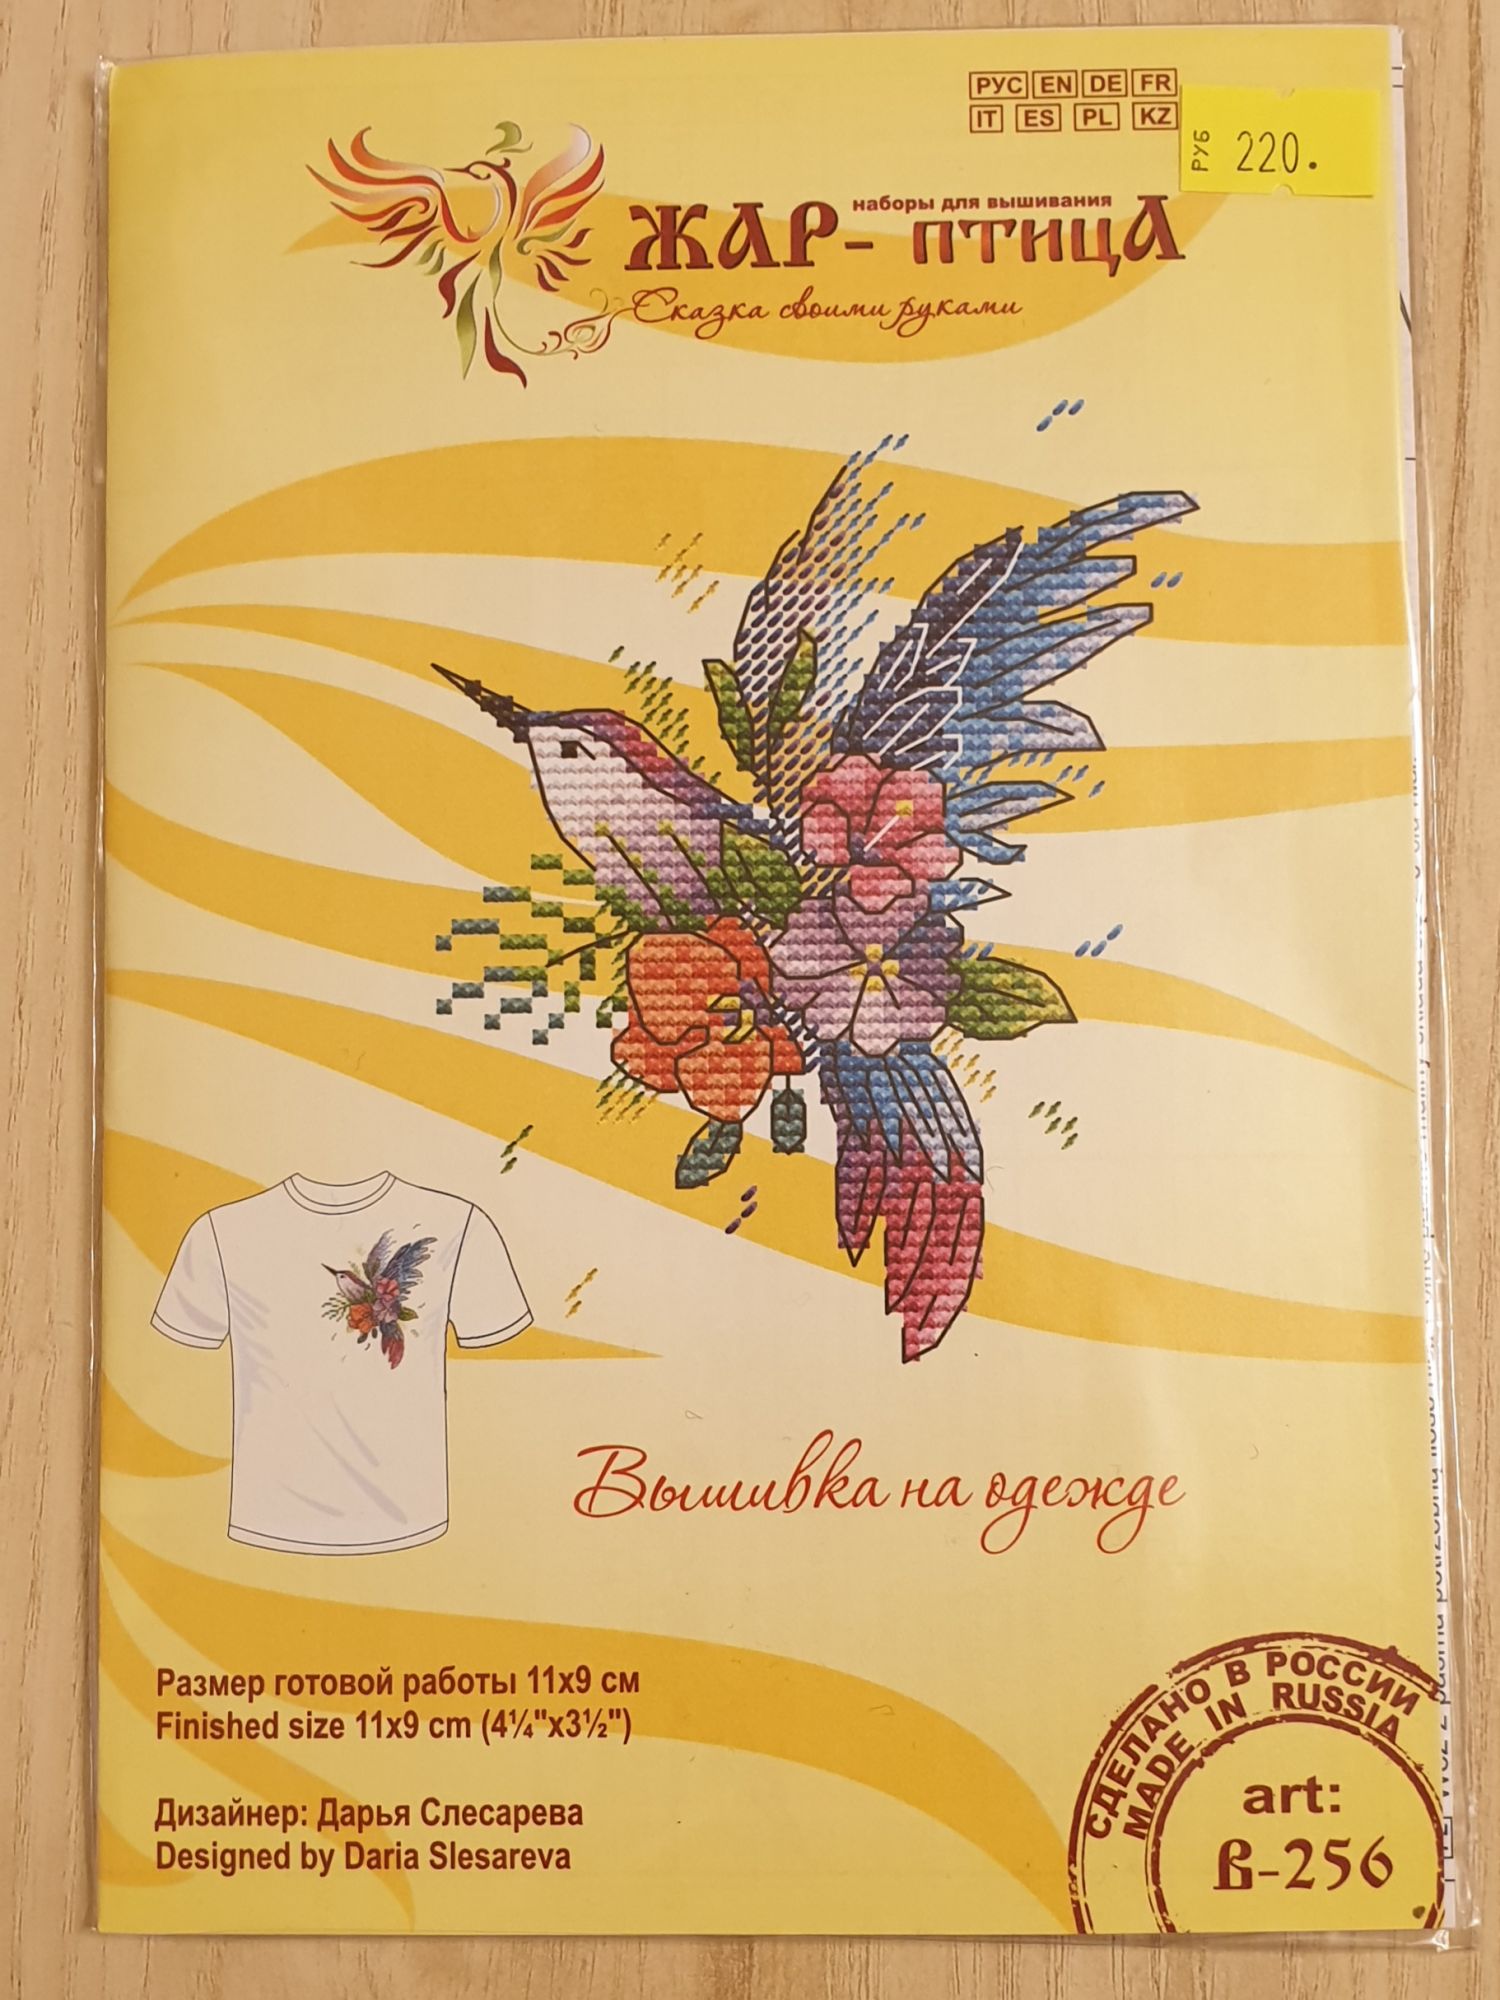 РУС EN DE FR
IT ES PL KZ
РУБ 220.
наборы для вышивания
ЖАР-ПТИЦА
Сказка своими руками
Вышивка на одежде
Размер готовой работы 11х9 см
Finished size 11x9 cm (4¼"x3½")
Дизайнер: Дарья Слесарева
Designed by Daria Slesareva
СДЕЛАНО В РОССИИ
MADE IN RUSSIA
art:
В-256